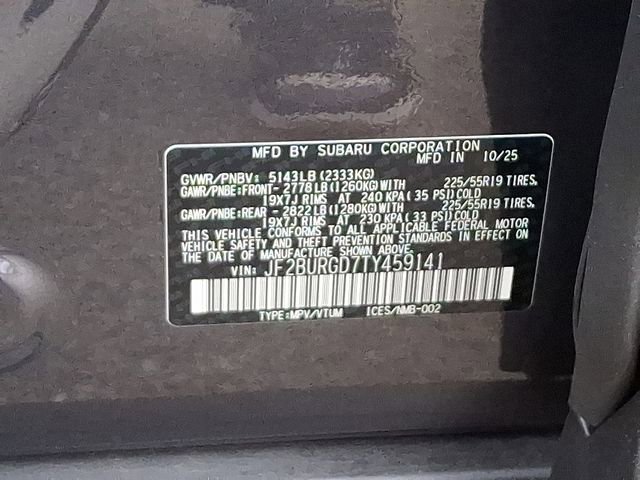 MFD BY SUBARU CORPORATION
MFD IN 10/25
GVWR/PNBV: 5143LB (2333KG)
GAWR/PNBE:FRONT-2778LB (1260KG) WITH 225/55R19 TIRES,
19X7J RIMS AT 240 KPA (35 PSI) COLD
GAWR/PNBE:REAR -2822LB (1280KG) WITH 225/55R19 TIRES,
19X7J RIMS AT 230 KPA (33 PSI) COLD
THIS VEHICLE CONFORMS TO ALL APPLICABLE FEDERAL MOTOR
VEHICLE SAFETY AND THEFT PREVENTION STANDARDS IN EFFECT ON
THE DATE OF MANUFACTURE SHOWN ABOVE.
VIN: JF2BURGD7TY459141
TYPE:MPV/VTUM ICES/NMB-002